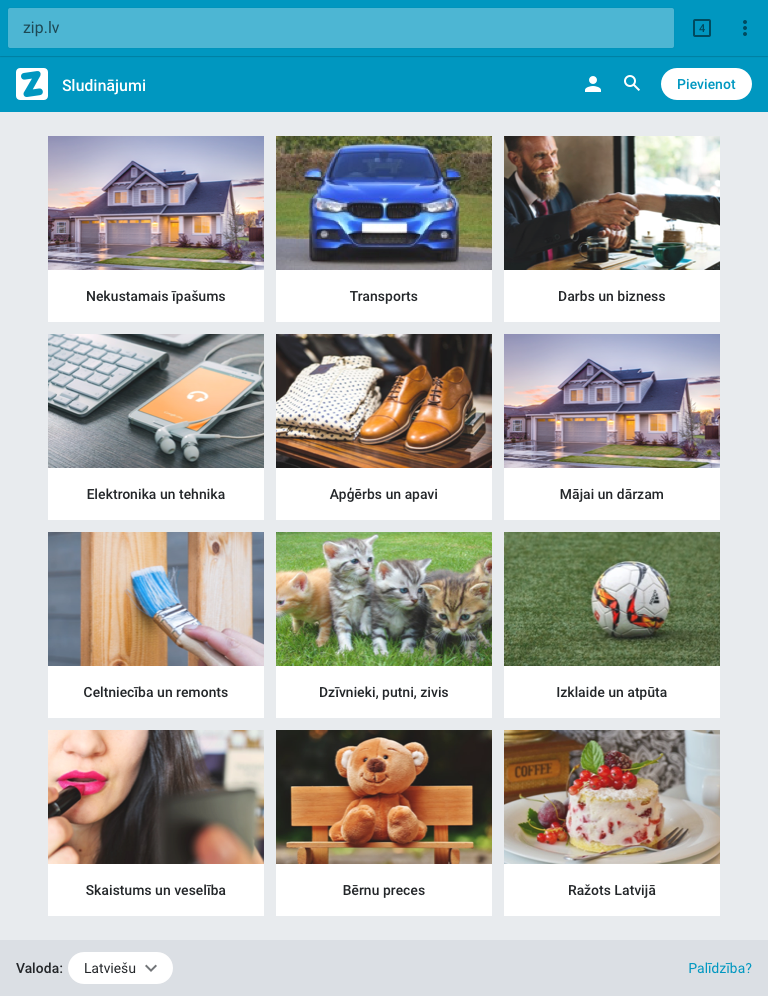 zip.lv
4
Z Sludinājumi
Pievienot
Nekustamais īpašums
Transports
Darbs un bizness
Elektronika un tehnika
Apģērbs un apavi
Mājai un dārzam
Celtniecība un remonts
Dzīvnieki, putni, zivis
Izklaide un atpūta
COFFEE
Skaistums un veselība
Bērnu preces
Ražots Latvijā
Valoda: Latviešu
Palīdzība?